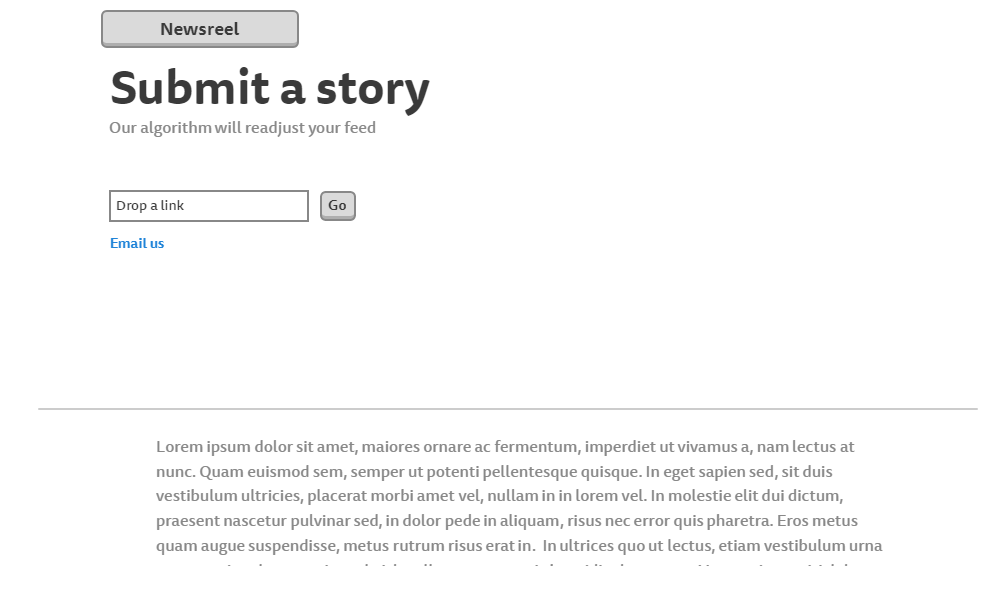 Newsreel
Submit a story
Our algorithm will readjust your feed
Drop a link
Go
Email us
Lorem ipsum dolor sit amet, maiores ornare ac fermentum, imperdiet ut vivamus a, nam lectus at
nunc. Quam euismod sem, semper ut potenti pellentesque quisque. In eget sapien sed, sit duis
vestibulum ultricies, placerat morbi amet vel, nullam in in lorem vel. In molestie elit dui dictum,
praesent nascetur pulvinar sed, in dolor pede in aliquam, risus nec error quis pharetra. Eros metus
quam augue suspendisse, metus rutrum risus erat in.  In ultrices quo ut lectus, etiam vestibulum urna